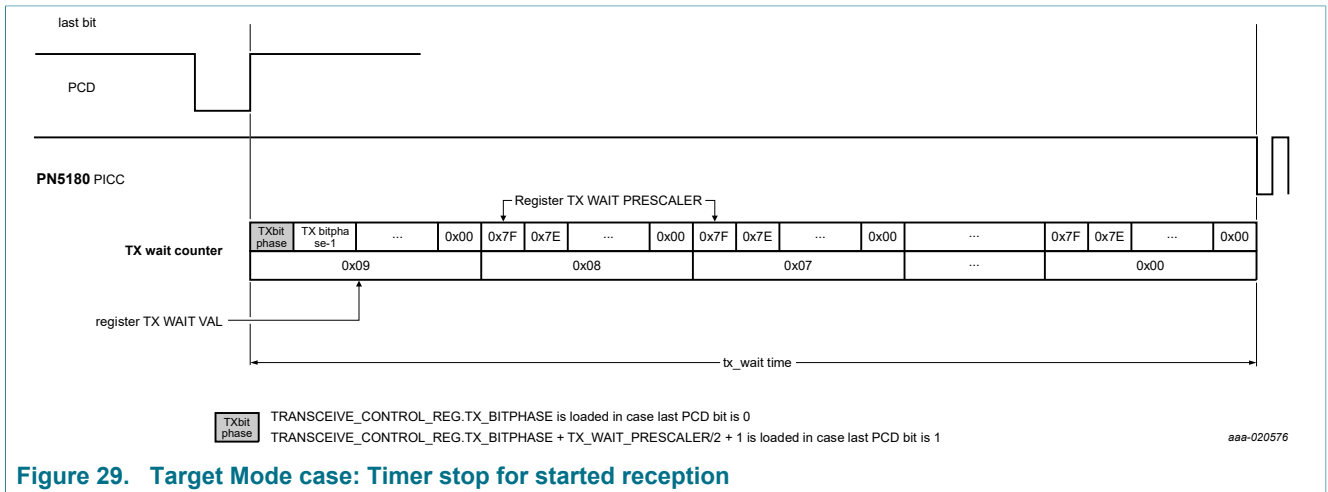 last bit
PCD
PN5180 PICC
Register TX WAIT PRESCALER
TX wait counter
TXbit
phase
TX bitpha
se-1
...
0x00
0x7F
0x7E
...
0x00
0x7F
0x7E
...
0x00
...
0x7F
0x7E
...
0x00
0x09
0x08
0x07
...
0x00
register TX WAIT VAL
tx_wait time
TXbit
phase
TRANSCEIVE_CONTROL_REG.TX_BITPHASE is loaded in case last PCD bit is 0
TRANSCEIVE_CONTROL_REG.TX_BITPHASE + TX_WAIT_PRESCALER/2 + 1 is loaded in case last PCD bit is 1
aaa-020576
Figure 29. Target Mode case: Timer stop for started reception